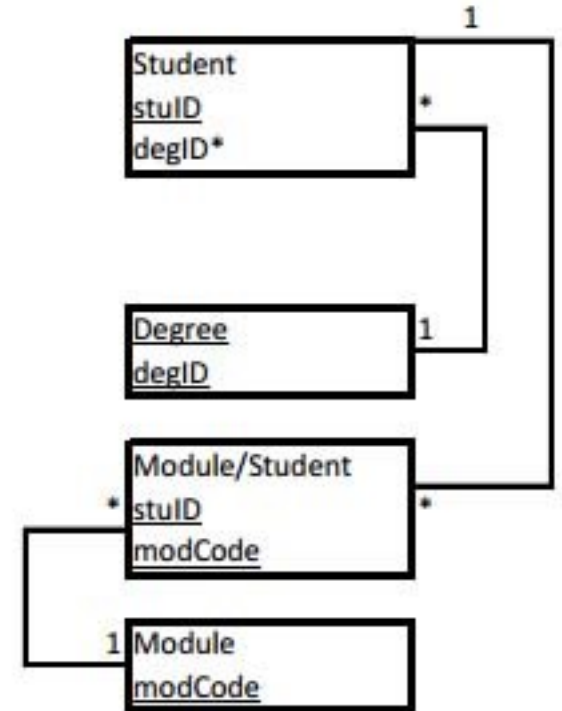 1
Student
stuID
*
degID*
Degree
1
degID
Module/Student
* stuID
*
modCode
1 Module
modCode